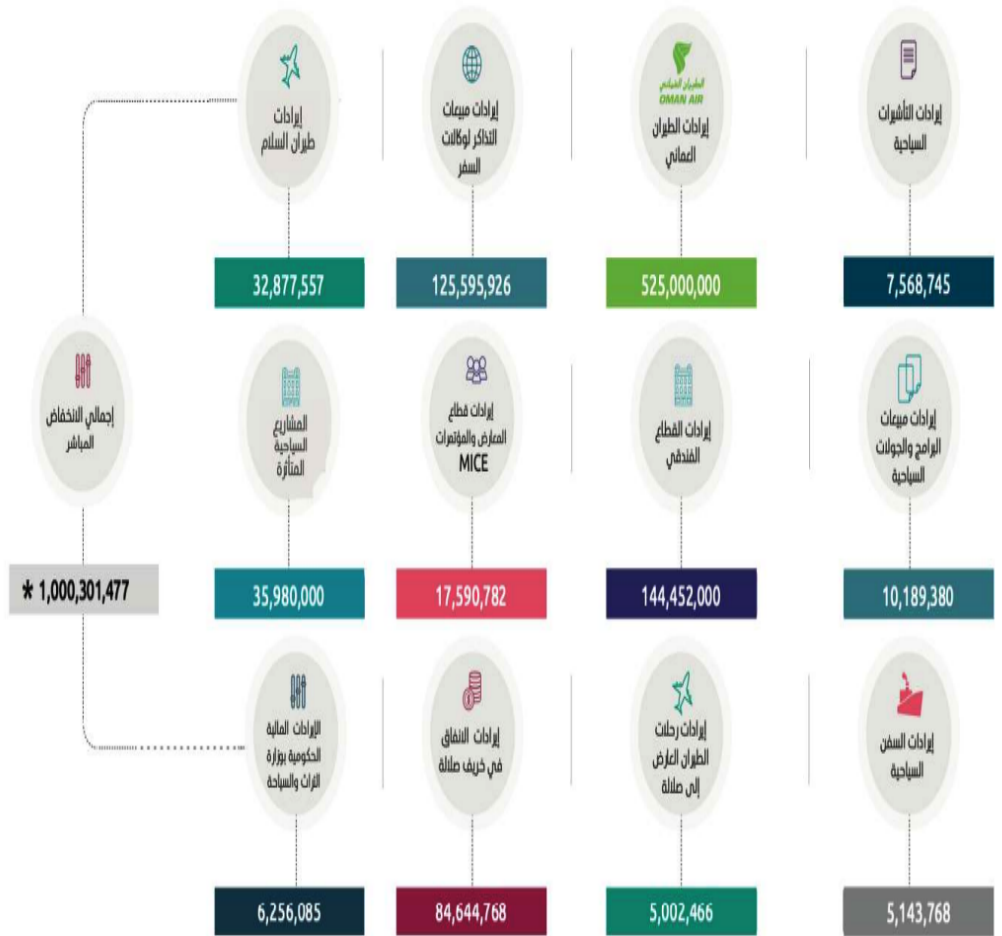 إيرادات التأشيرات
السياحية
7,568,745
الطيران العماني
OMAN AIR
إيرادات الطيران
العماني
525,000,000
إيرادات مبيعات
التذاكر لوكالات
السفر
125,595,926
إيرادات
طيران السلام
32,877,557
إيرادات مبيعات
البرامج والجولات
السياحية
10,189,380
إيرادات القطاع
الفندقي
144,452,000
إيرادات قطاع
المعارض والمؤتمرات
MICE
17,590,782
المشاريع
السياحية
المتأثرة
35,980,000
إجمالي الانخفاض
المباشر
* 1,000,301,477
إيرادات السفن
السياحية
5,143,768
إيرادات رحلات
الطيران العارض
إلى صلالة
5,002,466
إيرادات الانفاق
في خريف صلالة
84,644,768
الإيرادات المالية
الحكومية بوزارة
التراث والسياحة
6,256,085